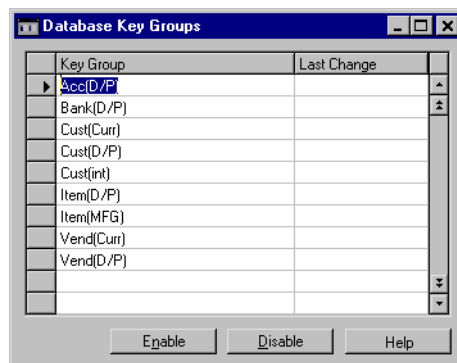 Database Key Groups
Key Group Last Change
Acc(D/P)
Bank(D/P)
Cust(Curr)
Cust(D/P)
Cust(int)
Item(D/P)
Item(MFG)
Vend(Curr)
Vend(D/P)
Enable Disable Help